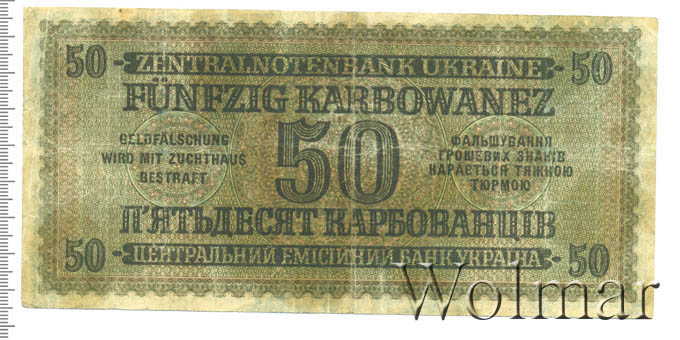 50 ZENTRALNOTENBANK UKRAINE 50
FÜNFZIG KARBOWANEZ
GELDFÄLSCHUNG
WIRD MIT ZUCHTHAUS
BESTRAFT
50
ФАЛЬШУВАННЯ
ГРОШЕВИХ ЗНАКІВ
КАРАЄТЬСЯ ТЯЖКОЮ
ТЮРМОЮ
П'ЯТЬДЕСЯТ КАРБОВАНЦІВ
50 ЦЕНТРАЛЬНИЙ ЕМІСІЙНИЙ БАНК УКРАЇНА 50
Wolmar